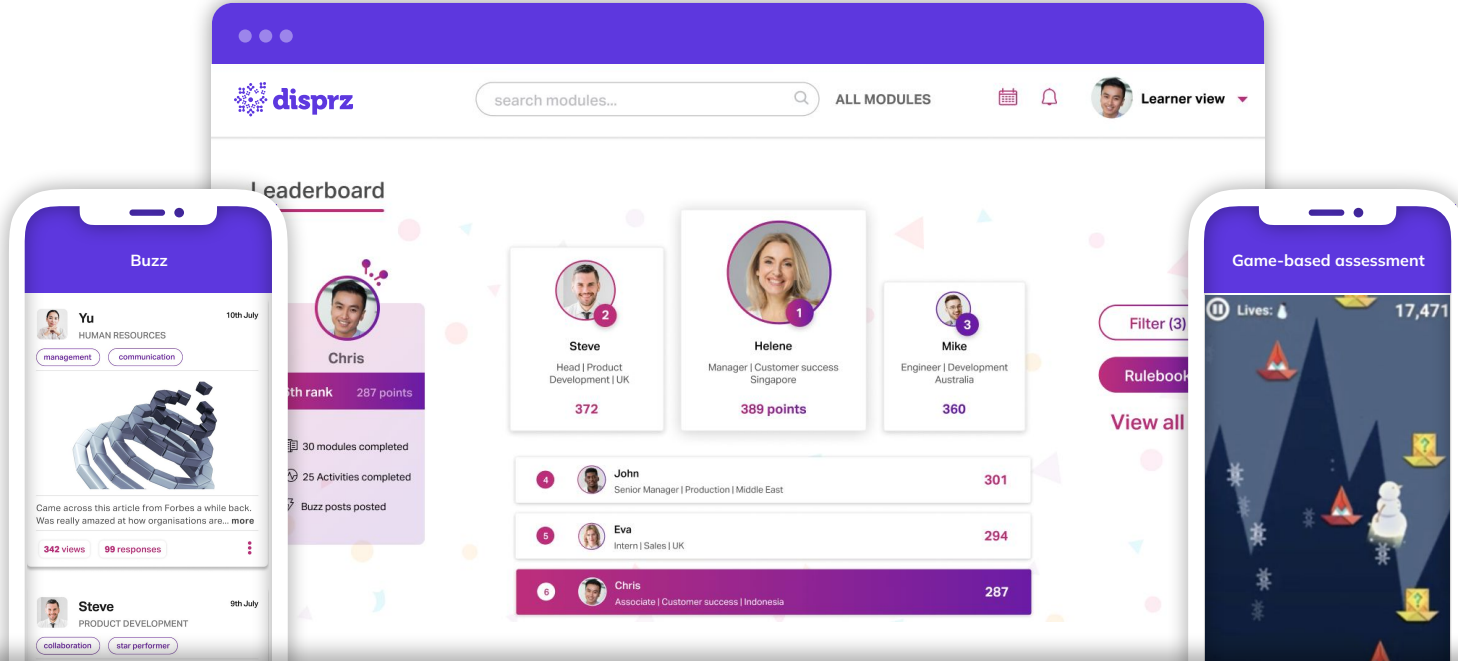 disprz
search modules...
ALL MODULES
Learner view
Leaderboard
Buzz
Yu
10th July
HUMAN RESOURCES
management
communication
Came across this article from Forbes a while back.
Was really amazed at how organisations are... more
342 views
99 responses
Steve
9th July
PRODUCT DEVELOPMENT
collaboration
star performer
Chris
th rank
287 points
30 modules completed
25 Activities completed
Buzz posts posted
2
Steve
Head | Product
Development | UK
372
1
Helene
Manager | Customer success
Singapore
389 points
3
Mike
Engineer | Development
Australia
360
4
John
Senior Manager | Production | Middle East
301
5
Eva
Intern | Sales | UK
294
6
Chris
Associate | Customer success | Indonesia
287
Filter (3)
Rulebook
View all
Game-based assessment
Lives:
17,471
?
?